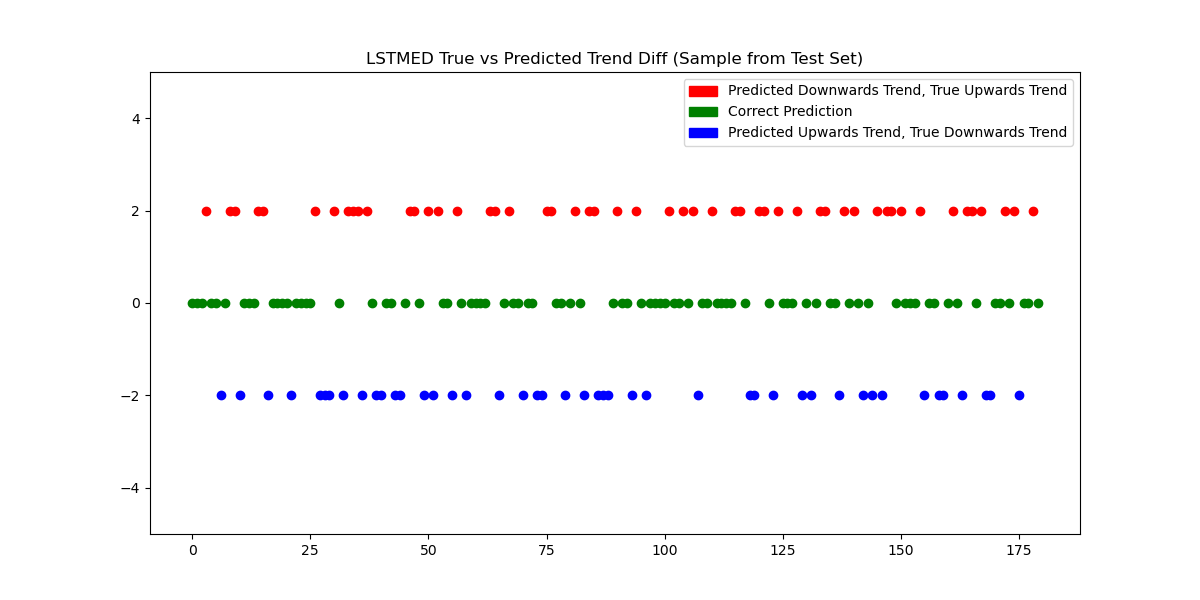 LSTMED True vs Predicted Trend Diff (Sample from Test Set)
Predicted Downwards Trend, True Upwards Trend
Correct Prediction
Predicted Upwards Trend, True Downwards Trend
4
2
0
−2
−4
0 25 50 75 100 125 150 175